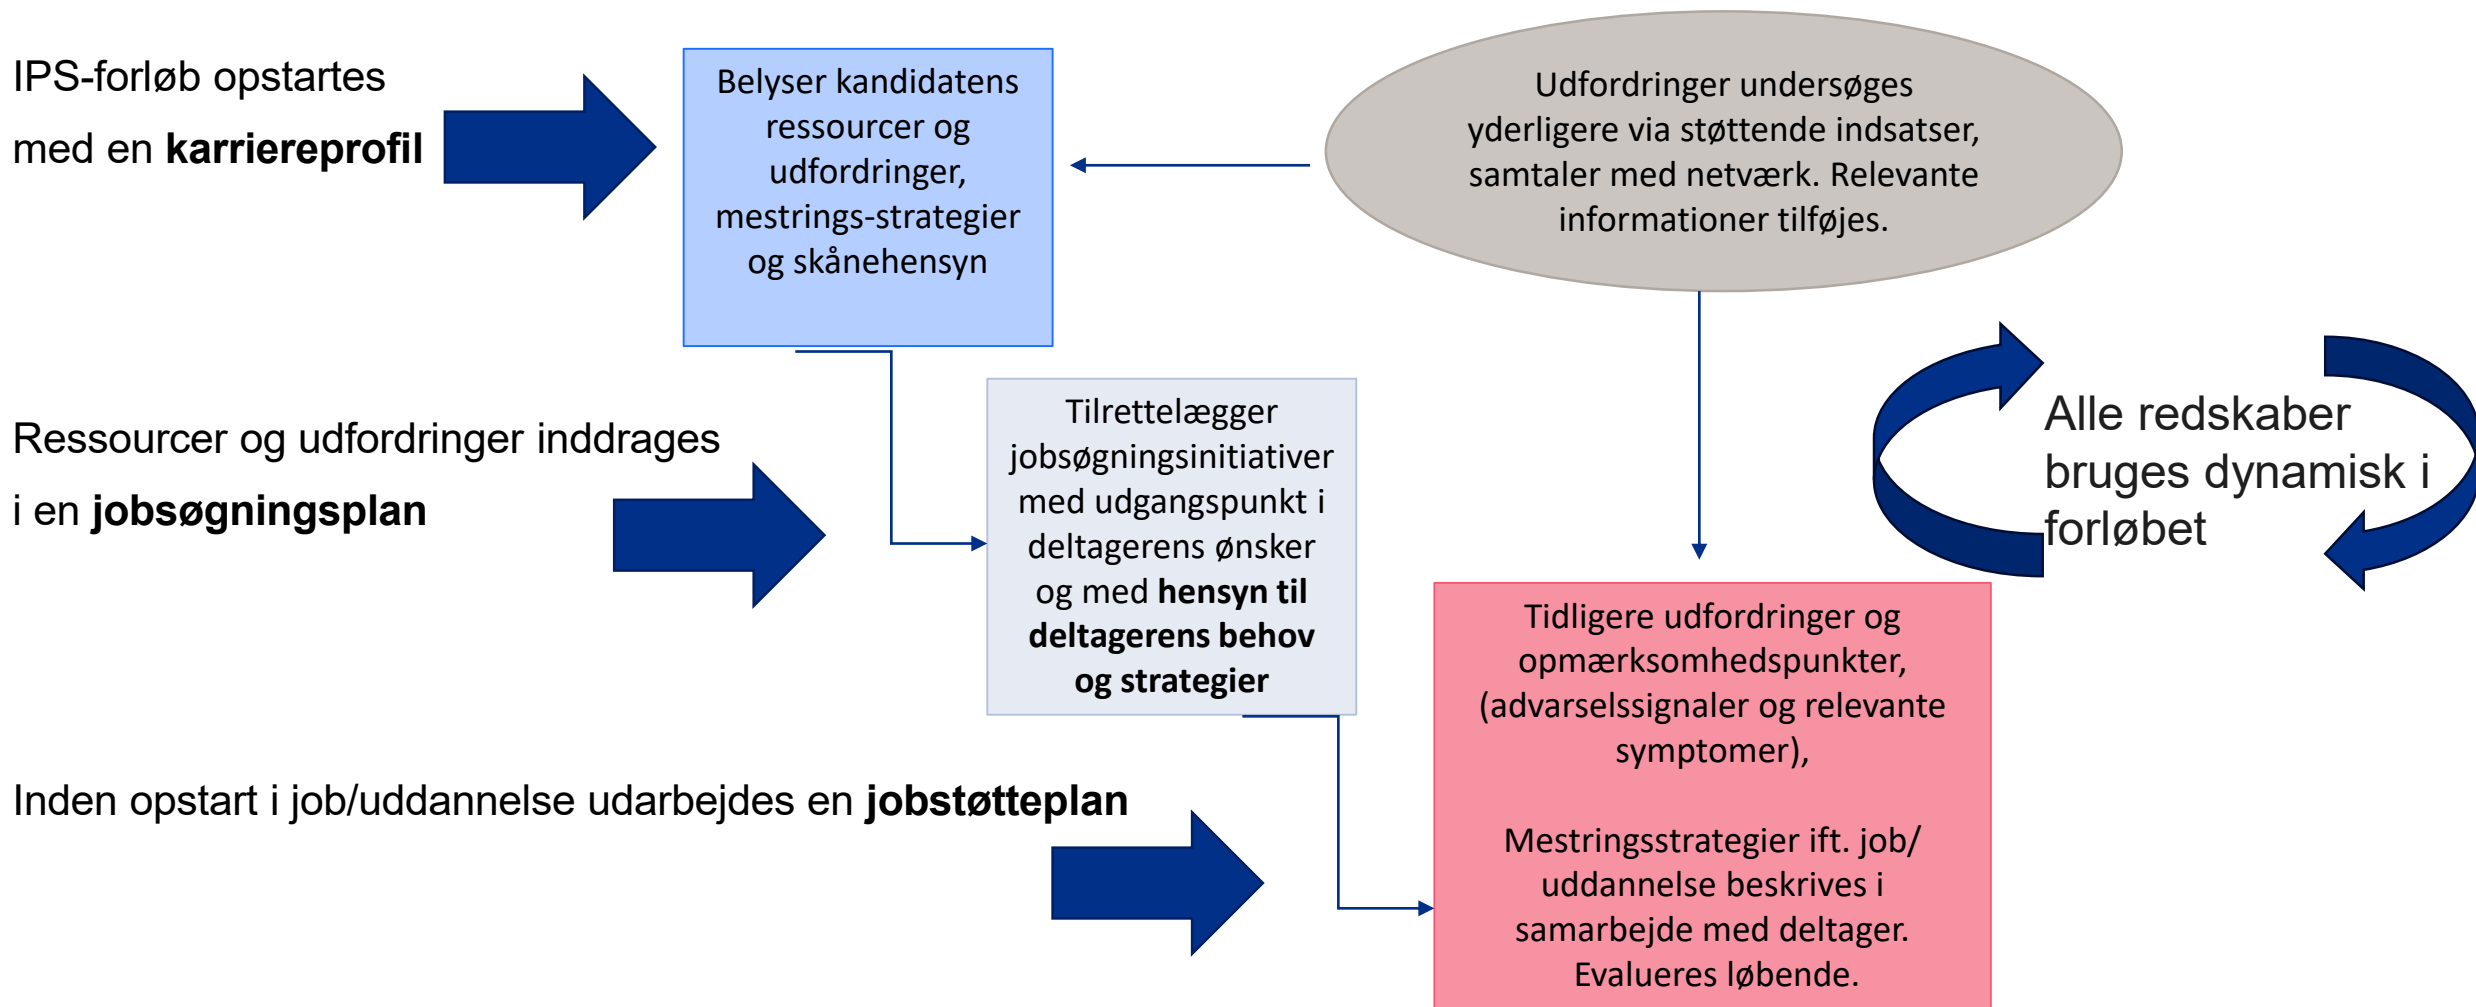 IPS-forløb opstartes
med en karriereprofil
Belyser kandidatens
ressourcer og
udfordringer,
mestrings-strategier
og skånehensyn
Udfordringer undersøges
yderligere via støttende indsatser,
samtaler med netværk. Relevante
informationer tilføjes.
Ressourcer og udfordringer inddrages
i en jobsøgningsplan
Tilrettelægger
jobsøgningsinitiativer
med udgangspunkt i
deltagerens ønsker
og med hensyn til
deltagerens behov
og strategier
Alle redskaber
bruges dynamisk i
forløbet
Inden opstart i job/uddannelse udarbejdes en jobstøtteplan
Tidligere udfordringer og
opmærksomhedspunkter,
(advarselssignaler og relevante
symptomer),
Mestringsstrategier ift. job/
uddannelse beskrives i
samarbejde med deltager.
Evalueres løbende.